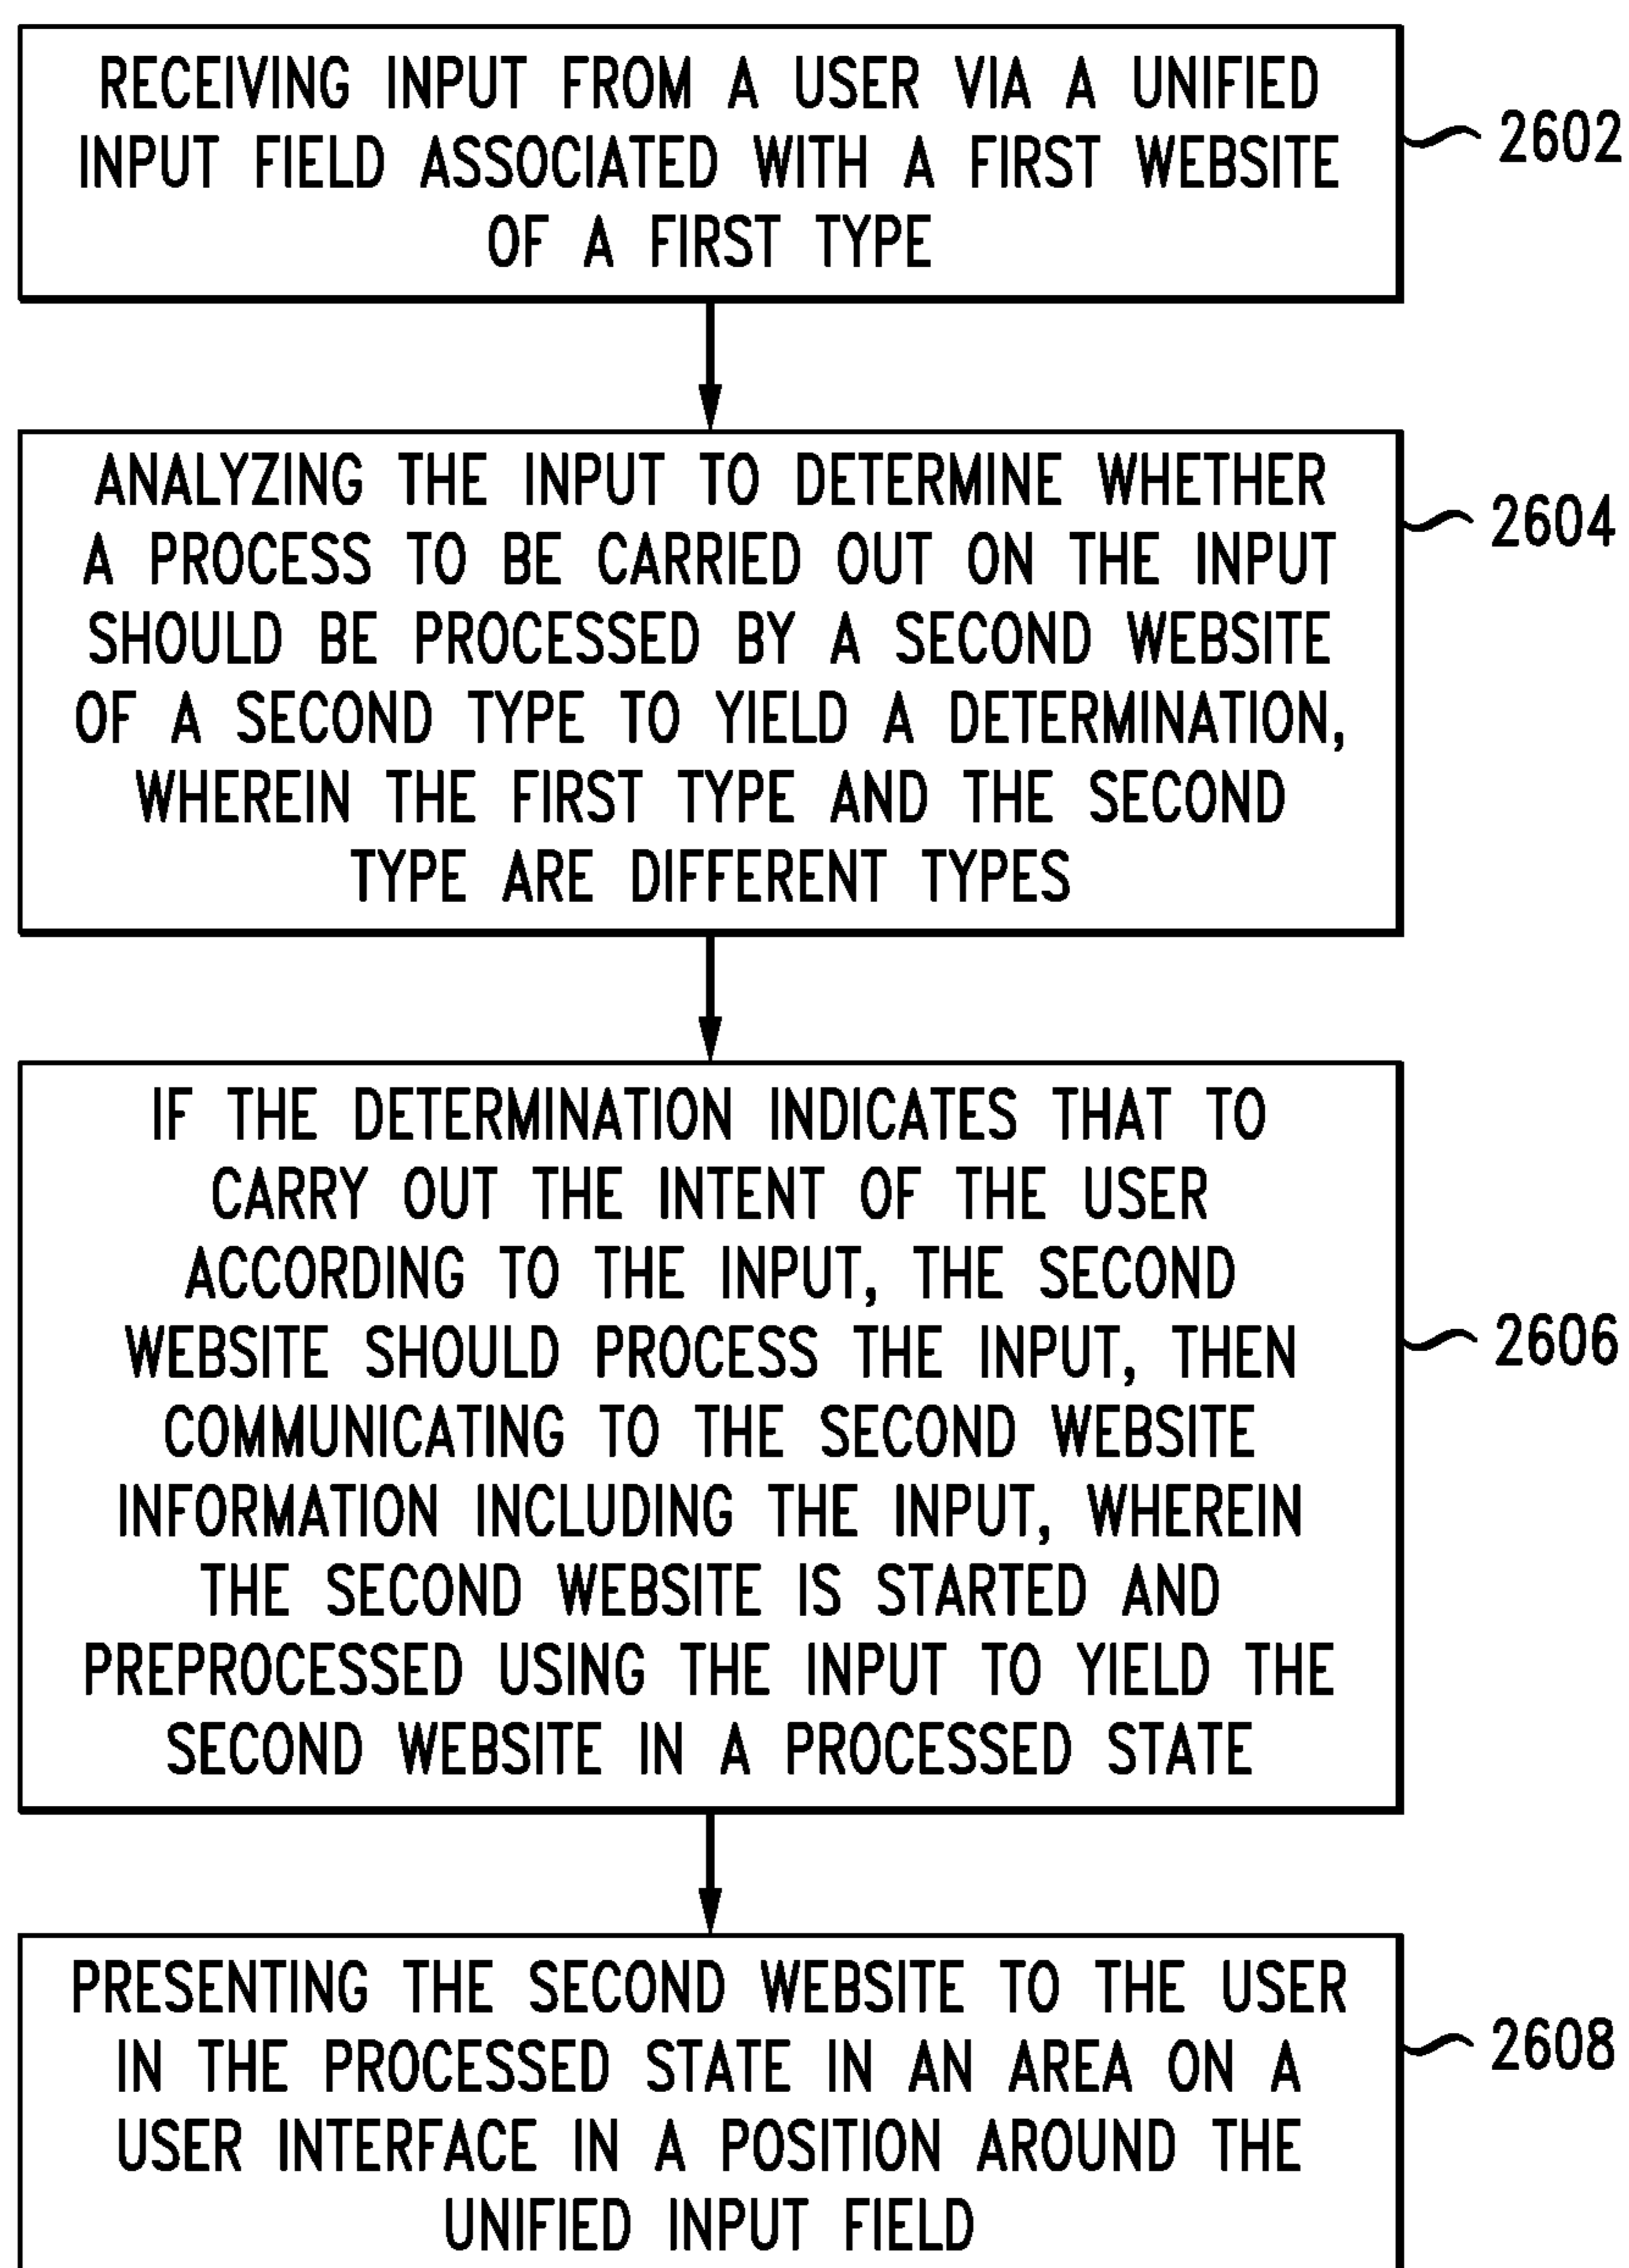 RECEIVING INPUT FROM A USER VIA A UNIFIED
INPUT FIELD ASSOCIATED WITH A FIRST WEBSITE
OF A FIRST TYPE
2602
ANALYZING THE INPUT TO DETERMINE WHETHER
A PROCESS TO BE CARRIED OUT ON THE INPUT
SHOULD BE PROCESSED BY A SECOND WEBSITE
OF A SECOND TYPE TO YIELD A DETERMINATION,
WHEREIN THE FIRST TYPE AND THE SECOND
TYPE ARE DIFFERENT TYPES
2604
IF THE DETERMINATION INDICATES THAT TO
CARRY OUT THE INTENT OF THE USER
ACCORDING TO THE INPUT, THE SECOND
WEBSITE SHOULD PROCESS THE INPUT, THEN
COMMUNICATING TO THE SECOND WEBSITE
INFORMATION INCLUDING THE INPUT, WHEREIN
THE SECOND WEBSITE IS STARTED AND
PREPROCESSED USING THE INPUT TO YIELD THE
SECOND WEBSITE IN A PROCESSED STATE
2606
PRESENTING THE SECOND WEBSITE TO THE USER
IN THE PROCESSED STATE IN AN AREA ON A
USER INTERFACE IN A POSITION AROUND THE
UNIFIED INPUT FIELD
2608